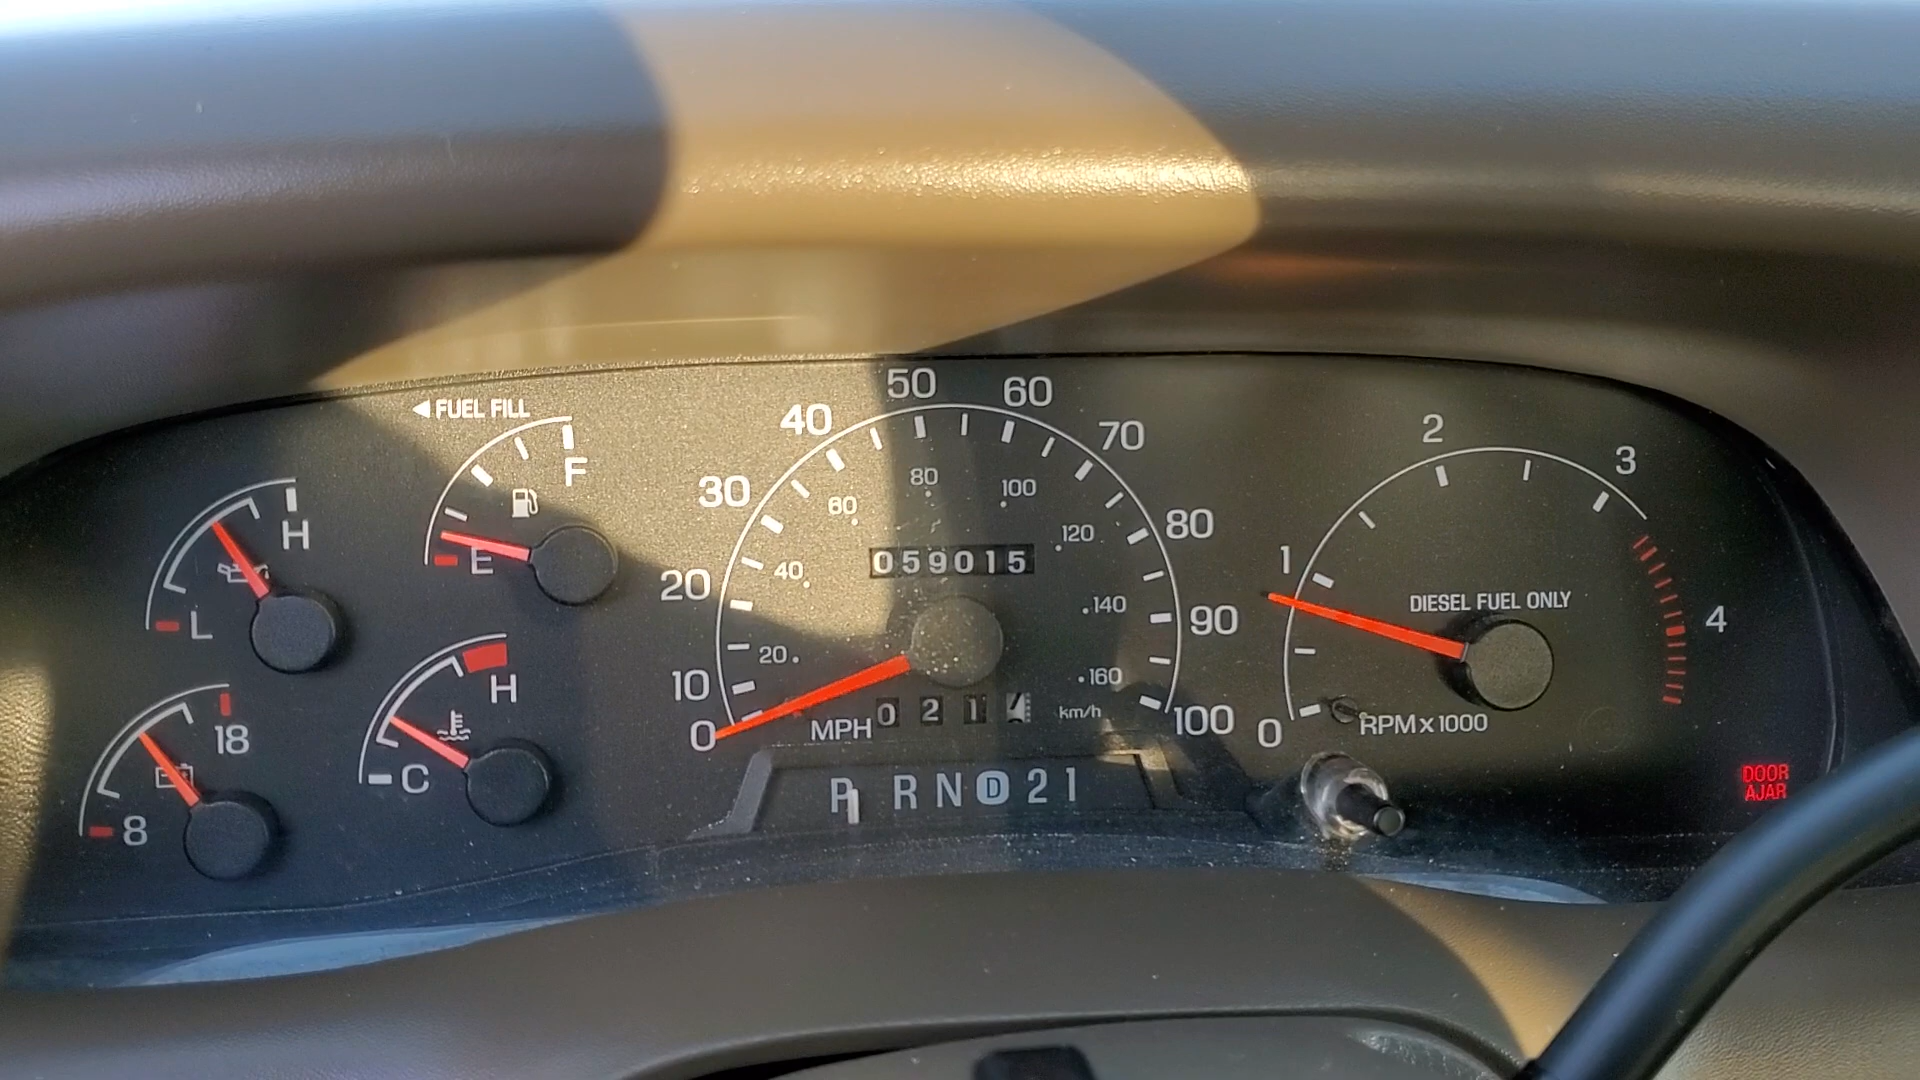 ◀ FUEL FILL
F
E
H
L
18
8
H
C
0
10
20
30
40
50
60
70
80
90
100
20
40
60
80
100
120
140
160
059015
MPH
021
km/h
P R N D 2 1
0
1
2
3
4
DIESEL FUEL ONLY
RPM x 1000
DOOR
AJAR